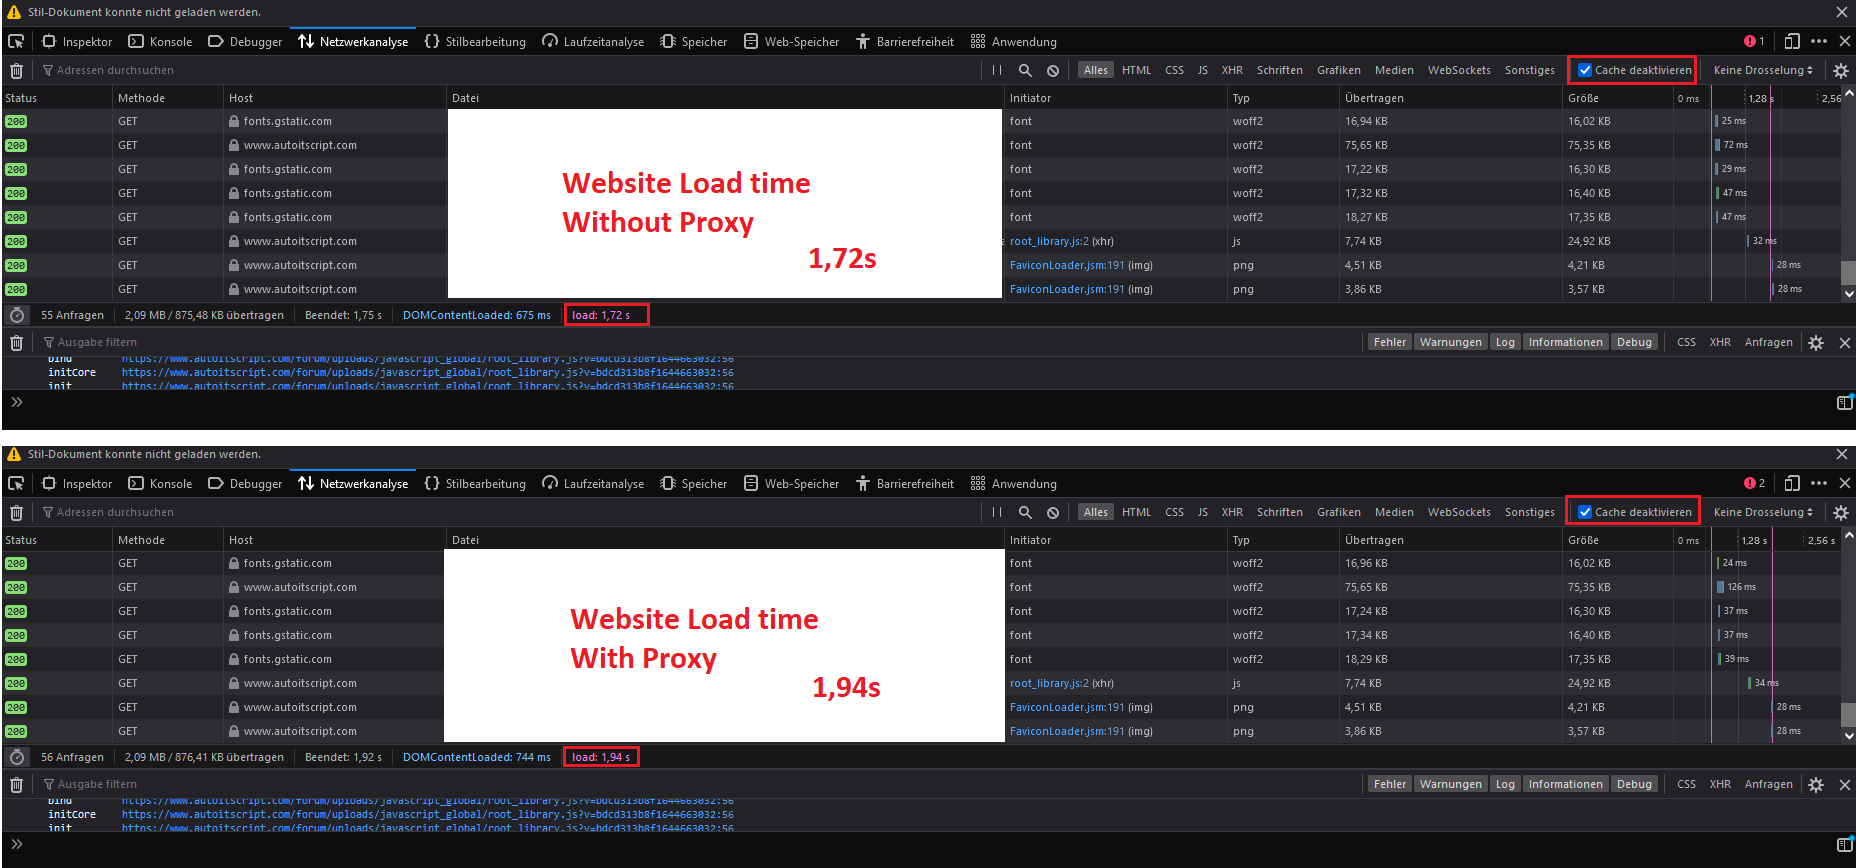 Stil-Dokument konnte nicht geladen werden.
Inspektor Konsole Debugger Netzwerkanalyse Stilbearbeitung Laufzeitanalyse Speicher Web-Speicher Barrierefreiheit Anwendung 1
Adressen durchsuchen Alles HTML CSS JS XHR Schriften Grafiken Medien WebSockets Sonstiges Cache deaktivieren Keine Drosselung
Status Methode Host Datei Initiator Typ Übertragen Größe 0 ms 1,28 s 2,56
200 GET fonts.gstatic.com font woff2 16,94 KB 16,02 KB 25 ms
200 GET www.autoitscript.com font woff2 75,65 KB 75,35 KB 72 ms
200 GET fonts.gstatic.com font woff2 17,22 KB 16,30 KB 29 ms
200 GET fonts.gstatic.com font woff2 17,32 KB 16,40 KB 47 ms
200 GET fonts.gstatic.com font woff2 18,27 KB 17,35 KB 47 ms
200 GET www.autoitscript.com root_library.js:2 (xhr) js 7,74 KB 24,92 KB 32 ms
200 GET www.autoitscript.com FaviconLoader.jsm:191 (img) png 4,51 KB 4,21 KB 28 ms
200 GET www.autoitscript.com FaviconLoader.jsm:191 (img) png 3,86 KB 3,57 KB 28 ms
Website Load time
Without Proxy
1,72s
55 Anfragen 2,09 MB / 875,48 KB übertragen Beendet: 1,75 s DOMContentLoaded: 675 ms load: 1,72 s
Ausgabe filtern Fehler Warnungen Log Informationen Debug CSS XHR Anfragen
bind https://www.autoitscript.com/forum/uploads/javascript_global/root_library.js?v=bdcd313b8f1644663032:56
initCore https://www.autoitscript.com/forum/uploads/javascript_global/root_library.js?v=bdcd313b8f1644663032:56
init https://www.autoitscript.com/forum/uploads/javascript_global/root_library.js?v=bdcd313b8f1644663032:56
Stil-Dokument konnte nicht geladen werden.
Inspektor Konsole Debugger Netzwerkanalyse Stilbearbeitung Laufzeitanalyse Speicher Web-Speicher Barrierefreiheit Anwendung 2
Adressen durchsuchen Alles HTML CSS JS XHR Schriften Grafiken Medien WebSockets Sonstiges Cache deaktivieren Keine Drosselung
Status Methode Host Datei Initiator Typ Übertragen Größe 0 ms 1,28 s 2,56 s
200 GET fonts.gstatic.com font woff2 16,96 KB 16,02 KB 24 ms
200 GET www.autoitscript.com font woff2 75,65 KB 75,35 KB 126 ms
200 GET fonts.gstatic.com font woff2 17,24 KB 16,30 KB 37 ms
200 GET fonts.gstatic.com font woff2 17,34 KB 16,40 KB 37 ms
200 GET fonts.gstatic.com font woff2 18,29 KB 17,35 KB 39 ms
200 GET www.autoitscript.com root_library.js:2 (xhr) js 7,74 KB 24,92 KB 34 ms
200 GET www.autoitscript.com FaviconLoader.jsm:191 (img) png 4,51 KB 4,21 KB 28 ms
200 GET www.autoitscript.com FaviconLoader.jsm:191 (img) png 3,86 KB 3,57 KB 28 ms
Website Load time
With Proxy
1,94s
56 Anfragen 2,09 MB / 876,41 KB übertragen Beendet: 1,92 s DOMContentLoaded: 744 ms load: 1,94 s
Ausgabe filtern Fehler Warnungen Log Informationen Debug CSS XHR Anfragen
bind https://www.autoitscript.com/forum/uploads/javascript_global/root_library.js?v=bdcd313b8f1644663032:56
initCore https://www.autoitscript.com/forum/uploads/javascript_global/root_library.js?v=bdcd313b8f1644663032:56
init https://www.autoitscript.com/forum/uploads/javascript_global/root_library.js?v=bdcd313b8f1644663032:56